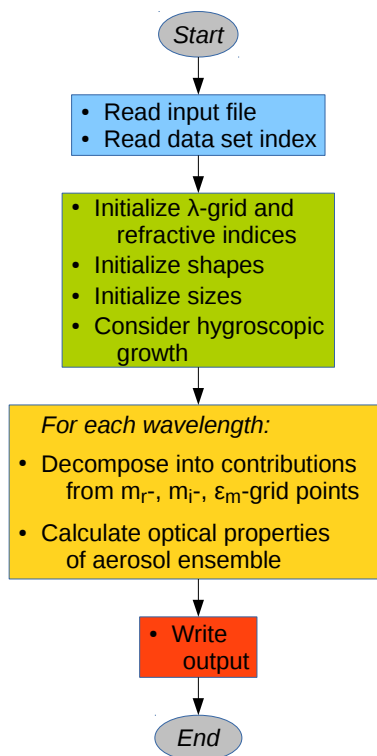 Start
• Read input file
• Read data set index
• Initialize λ-grid and
refractive indices
• Initialize shapes
• Initialize sizes
• Consider hygroscopic
growth
For each wavelength:
• Decompose into contributions
from mr-, mi-, εm-grid points
• Calculate optical properties
of aerosol ensemble
• Write
output
End